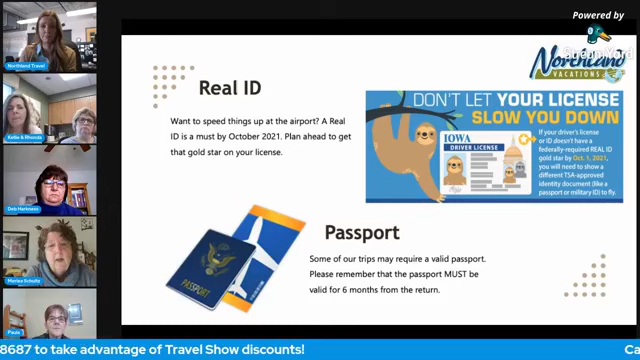 Powered by
StreamYard
Northland
VACATIONS
Northland Travel
Katie & Rhonda
Deb Harkness
Marlea Schultz
Paula
Real ID
Want to speed things up at the airport? A Real
ID is a must by October 2021. Plan ahead to get
that gold star on your license.
DON'T LET YOUR LICENSE
SLOW YOU DOWN
IOWA
DRIVER LICENSE
If your driver's license
or ID doesn't have a
federally-required REAL ID
gold star by Oct. 1, 2021,
you will need to show a
different TSA-approved
identity document (like a
passport or military ID) to fly.
PASSPORT
Passport
Some of our trips may require a valid passport.
Please remember that the passport MUST be
valid for 6 months from the return.
8687 to take advantage of Travel Show discounts!
Ca